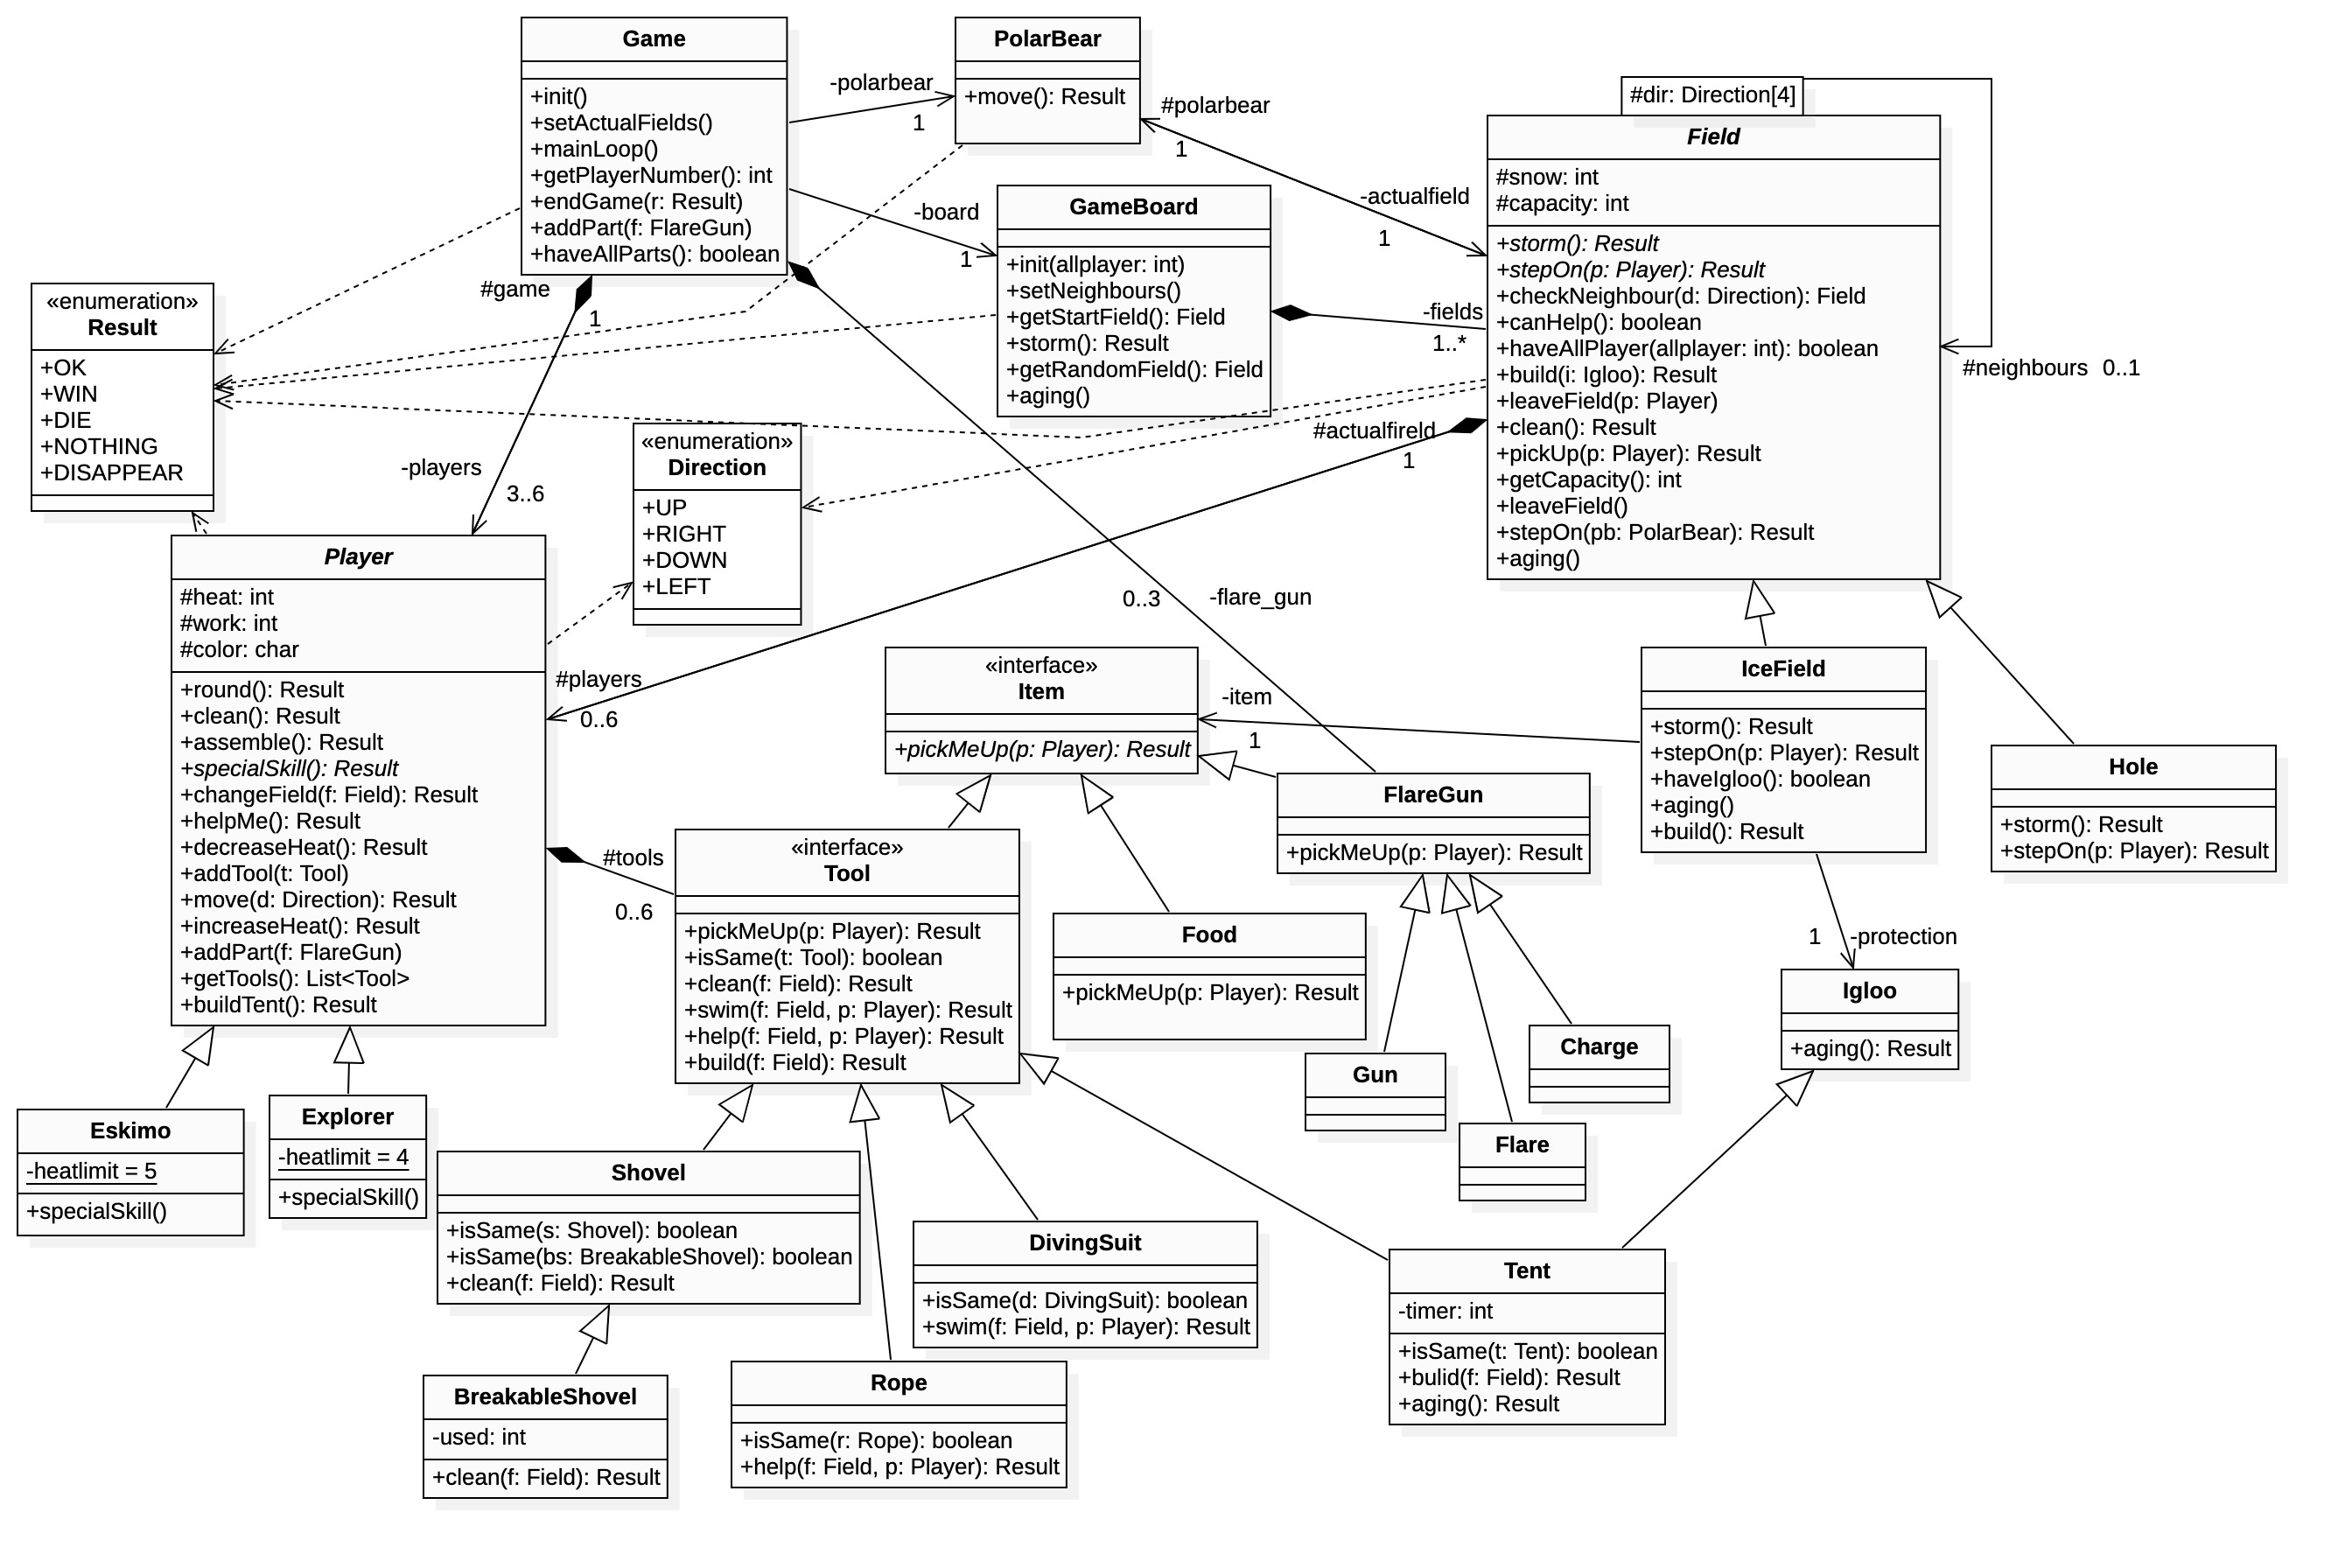 Game
+init()
+setActualFields()
+mainLoop()
+getPlayerNumber(): int
+endGame(r: Result)
+addPart(f: FlareGun)
+haveAllParts(): boolean
-polarbear
1
PolarBear
+move(): Result
#polarbear
1
-actualfield
1
-board
1
GameBoard
+init(allplayer: int)
+setNeighbours()
+getStartField(): Field
+storm(): Result
+getRandomField(): Field
+aging()
-fields
1..*
#dir: Direction[4]
Field
#snow: int
#capacity: int
+storm(): Result
+stepOn(p: Player): Result
+checkNeighbour(d: Direction): Field
+canHelp(): boolean
+haveAllPlayer(allplayer: int): boolean
+build(i: Igloo): Result
+leaveField(p: Player)
+clean(): Result
+pickUp(p: Player): Result
+getCapacity(): int
+leaveField()
+stepOn(pb: PolarBear): Result
+aging()
#neighbours 0..1
«enumeration»
Result
+OK
+WIN
+DIE
+NOTHING
+DISAPPEAR
#game
1
-players
3..6
«enumeration»
Direction
+UP
+RIGHT
+DOWN
+LEFT
#actualfireld
1
#players
0..6
0..3
-flare_gun
Player
#heat: int
#work: int
#color: char
+round(): Result
+clean(): Result
+assemble(): Result
+specialSkill(): Result
+changeField(f: Field): Result
+helpMe(): Result
+decreaseHeat(): Result
+addTool(t: Tool)
+move(d: Direction): Result
+increaseHeat(): Result
+addPart(f: FlareGun)
+getTools(): List<Tool>
+buildTent(): Result
#tools
0..6
«interface»
Item
+pickMeUp(p: Player): Result
-item
1
IceField
+storm(): Result
+stepOn(p: Player): Result
+haveIgloo(): boolean
+aging()
+build(): Result
Hole
+storm(): Result
+stepOn(p: Player): Result
FlareGun
+pickMeUp(p: Player): Result
«interface»
Tool
+pickMeUp(p: Player): Result
+isSame(t: Tool): boolean
+clean(f: Field): Result
+swim(f: Field, p: Player): Result
+help(f: Field, p: Player): Result
+build(f: Field): Result
Food
+pickMeUp(p: Player): Result
1
-protection
Igloo
+aging(): Result
Gun
Charge
Flare
Eskimo
-heatlimit = 5
+specialSkill()
Explorer
-heatlimit = 4
+specialSkill()
Shovel
+isSame(s: Shovel): boolean
+isSame(bs: BreakableShovel): boolean
+clean(f: Field): Result
DivingSuit
+isSame(d: DivingSuit): boolean
+swim(f: Field, p: Player): Result
Tent
-timer: int
+isSame(t: Tent): boolean
+bulid(f: Field): Result
+aging(): Result
BreakableShovel
-used: int
+clean(f: Field): Result
Rope
+isSame(r: Rope): boolean
+help(f: Field, p: Player): Result